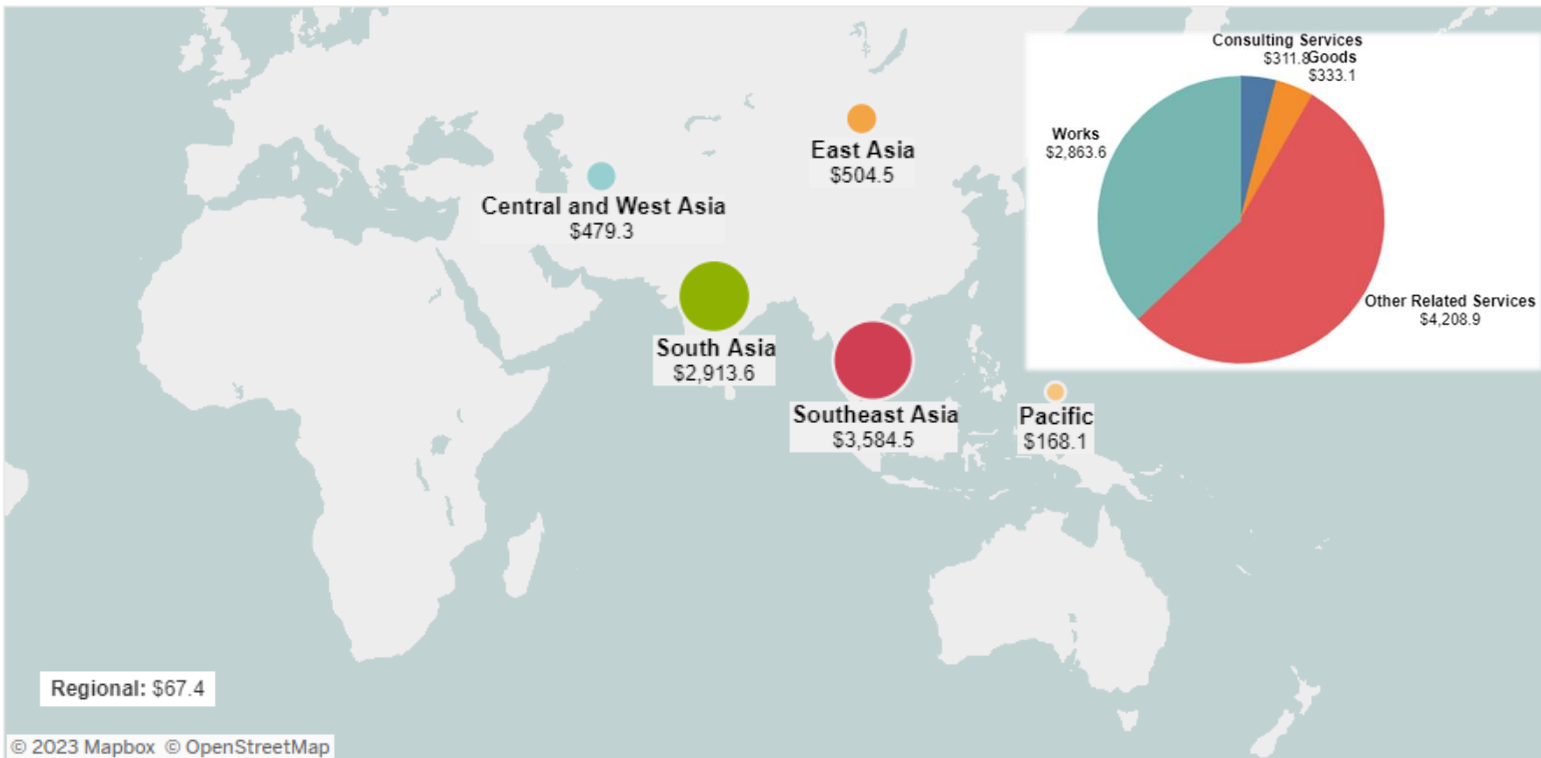 Consulting Services
$311.8
Goods
$333.1
Works
$2,863.6
Other Related Services
$4,208.9
East Asia
$504.5
Central and West Asia
$479.3
South Asia
$2,913.6
Southeast Asia
$3,584.5
Pacific
$168.1
Regional: $67.4
© 2023 Mapbox © OpenStreetMap